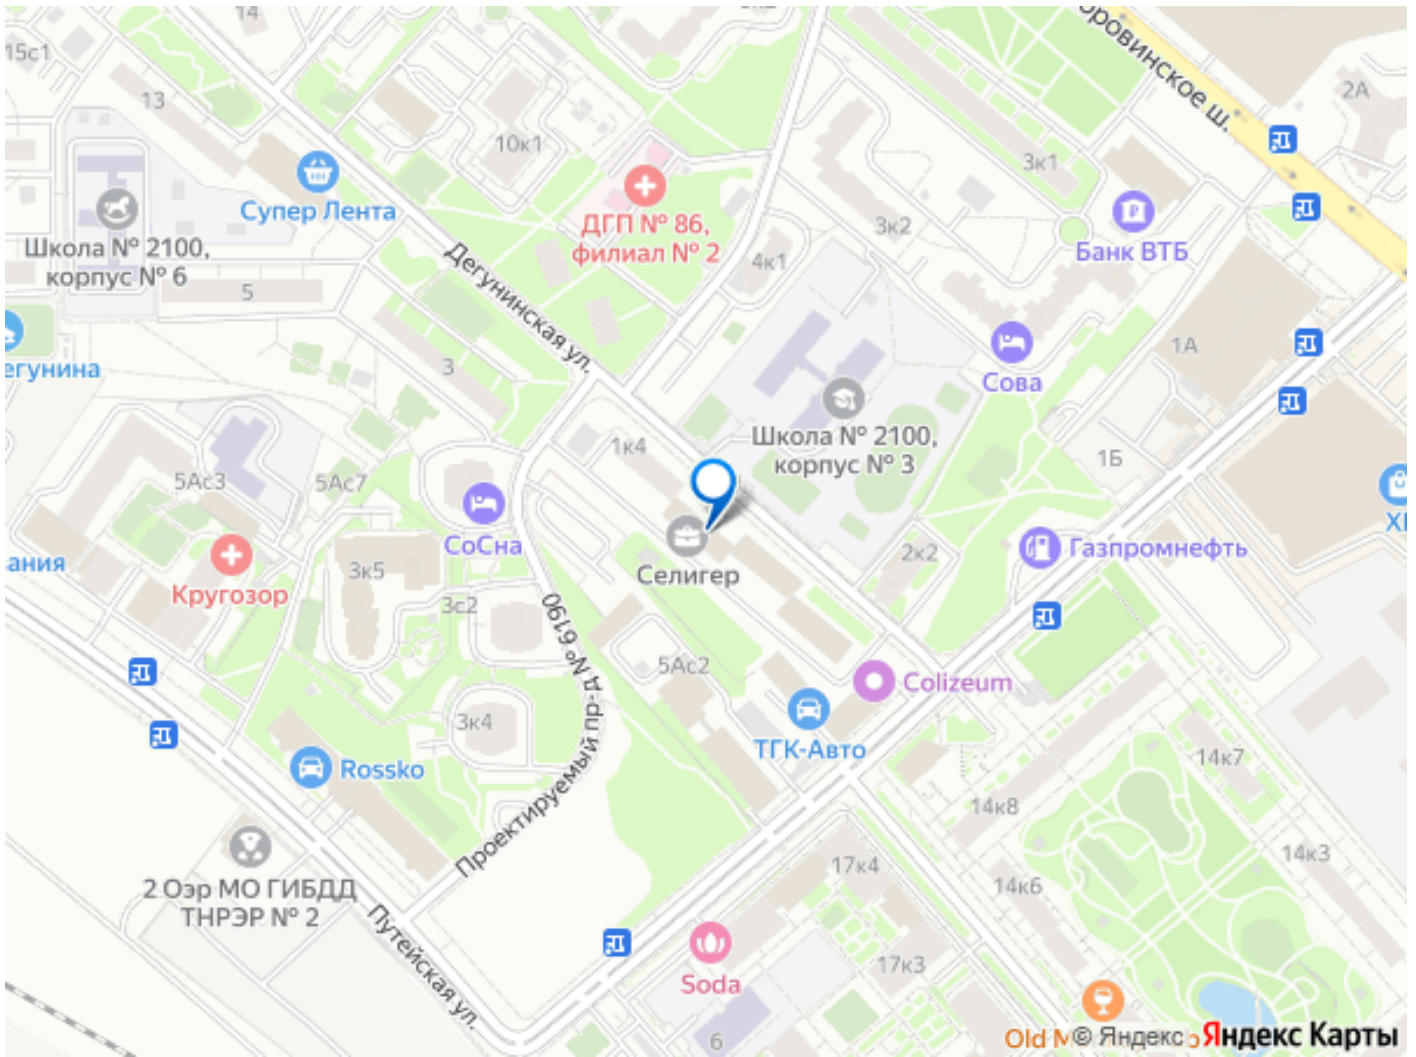 14
3к2
15с1
13
10к1
2А
оровинское ш.
3к1
Супер Лента
ДГП № 86,
филиал № 2
3к2
Банк ВТБ
Школа № 2100,
корпус № 6
5
4к1
Дегунинская ул.
1А
егунина
3
Сова
Школа № 2100,
корпус № 3
1к4
1Б
5Ас3
5Ас7
СоСна
Газпромнефть
2к2
ания
Кругозор
3к5
Селигер
3с2
Проектируемый пр-д № 6190
5Ас2
Colizeum
3к4
ТГК-Авто
Rossko
14к7
14к8
14к3
14к6
17к4
2 Оэр МО ГИБДД
ТНРЭР № 2
Путейская ул.
17к3
Soda
6
Old
© Яндекс
Яндекс Карты